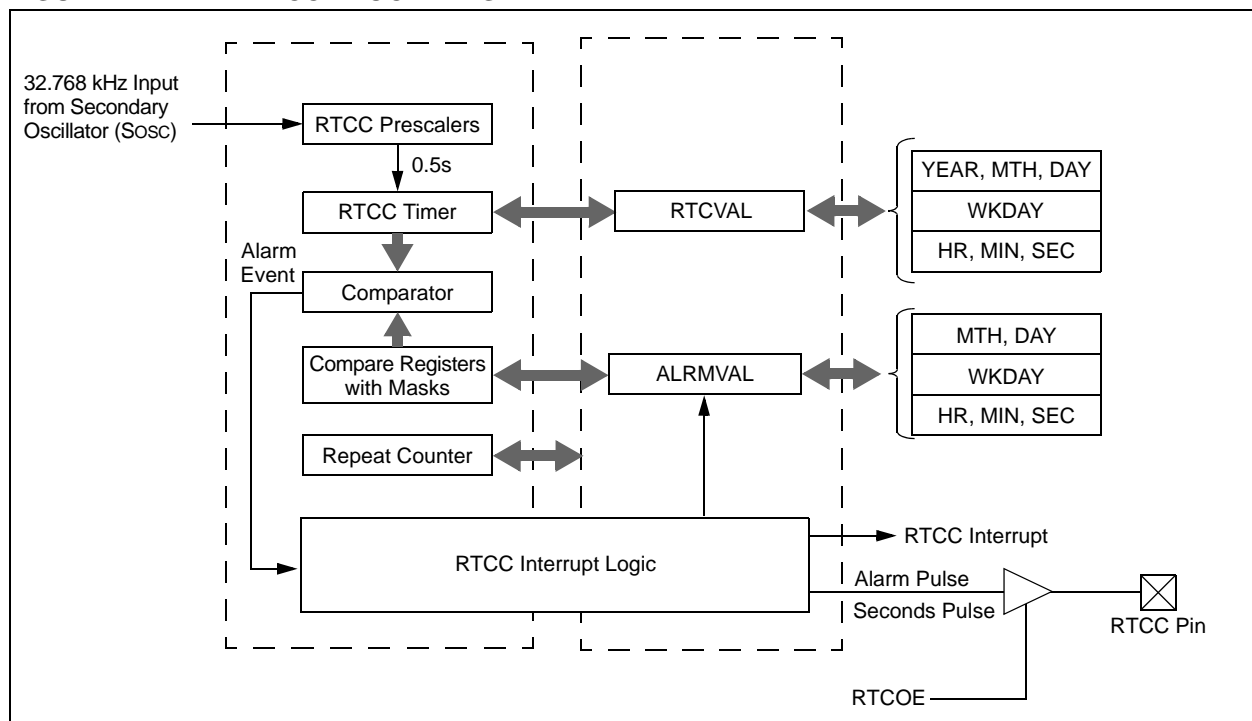 32.768 kHz Input
from Secondary
Oscillator (SOSC)
RTCC Prescalers
0.5s
RTCC Timer
RTCVAL
YEAR, MTH, DAY
WKDAY
HR, MIN, SEC
Alarm
Event
Comparator
Compare Registers
with Masks
ALRMVAL
MTH, DAY
WKDAY
HR, MIN, SEC
Repeat Counter
RTCC Interrupt Logic
RTCC Interrupt
Alarm Pulse
Seconds Pulse
RTCC Pin
RTCOE